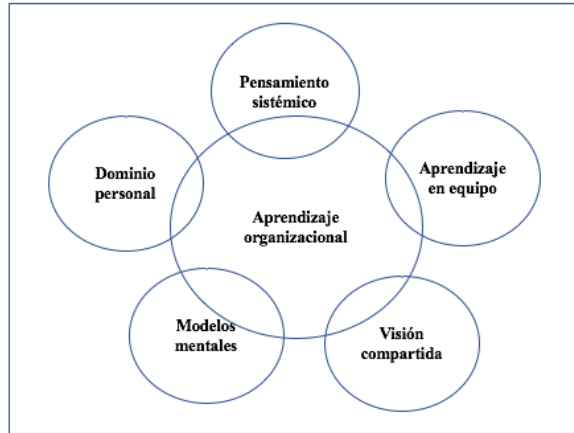 Pensamiento
sistémico
Dominio
personal
Aprendizaje
en equipo
Aprendizaje
organizacional
Modelos
mentales
Visión
compartida